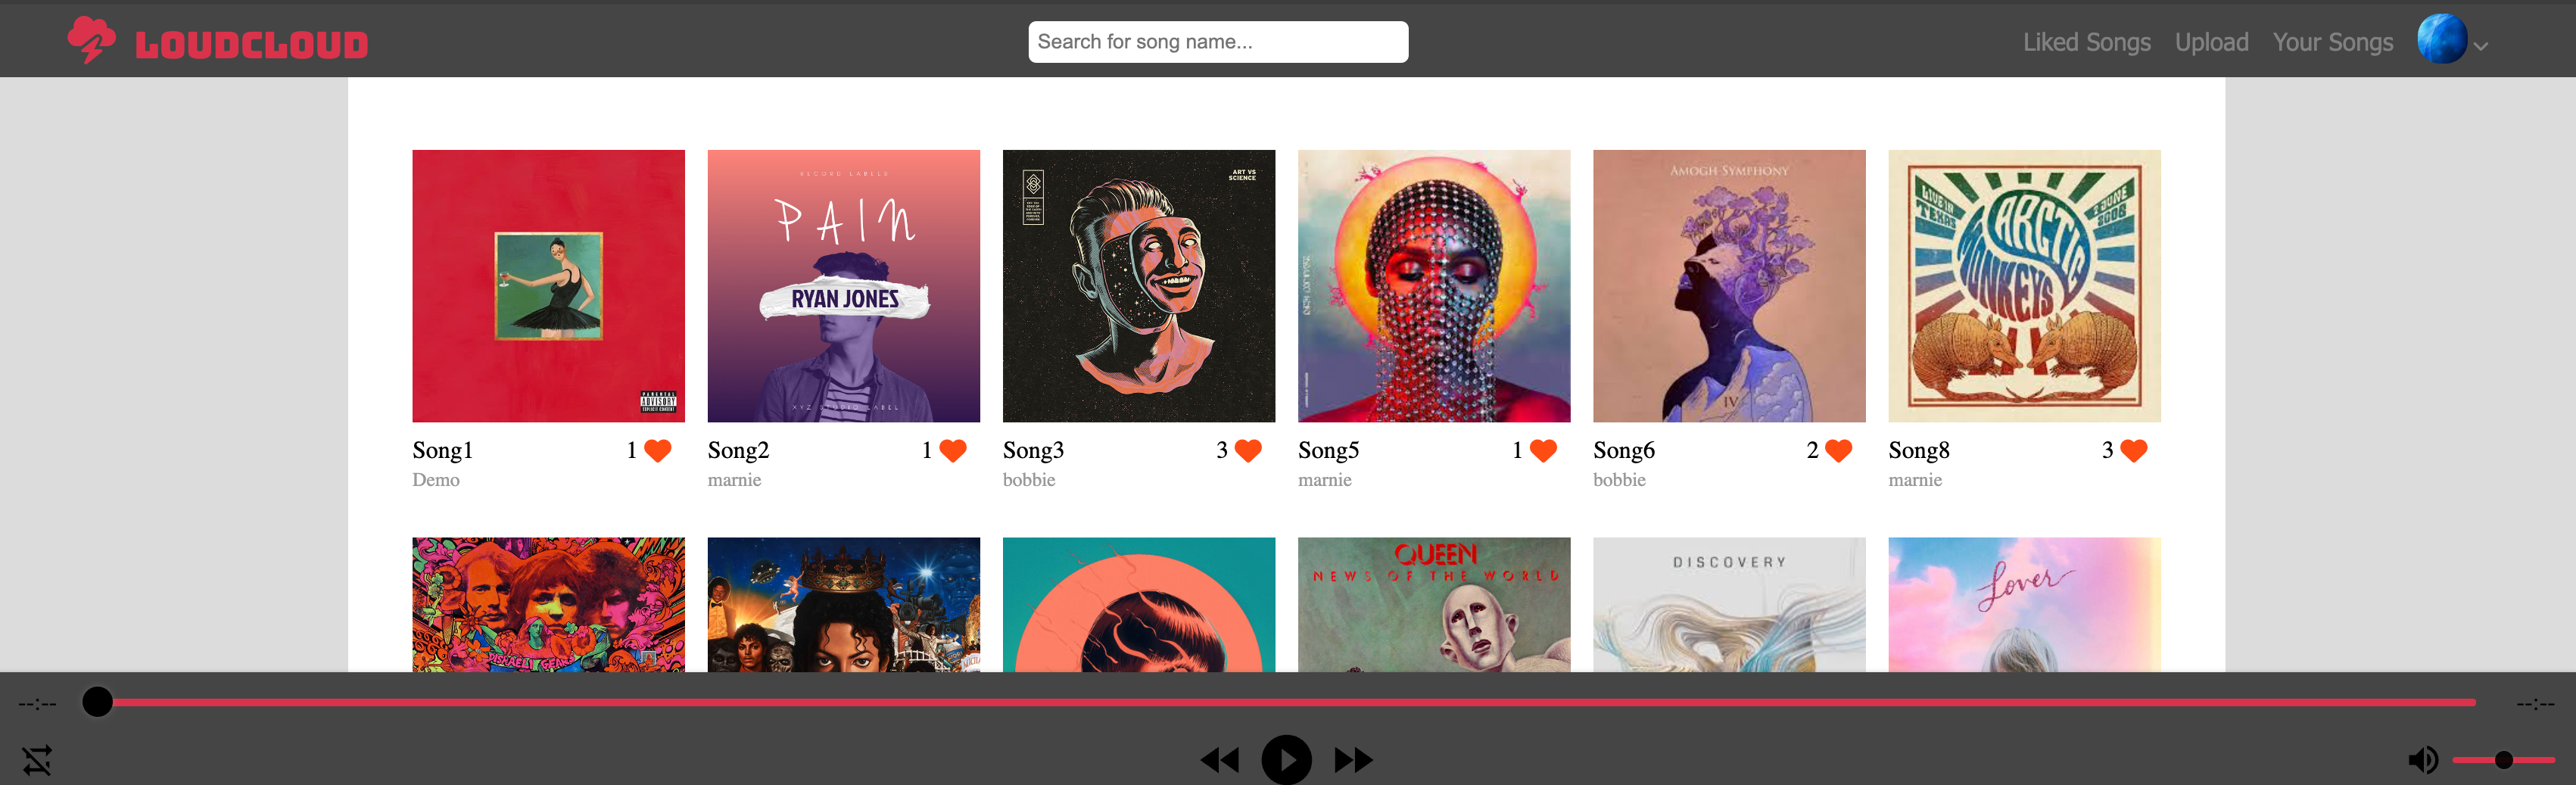 LOUDCLOUD
Search for song name...
Liked Songs
Upload
Your Songs
PARENTAL
ADVISORY
EXPLICIT CONTENT
RECORD LABELS
PAIN
RYAN JONES
XYZ STUDIO LABEL
ART VS
SCIENCE
AMOGH SYMPHONY
IV
LIVE IN
TEXAS
7 JUNE
2006
ARCTIC
MONKEYS
Song1
1
Demo
Song2
1
marnie
Song3
3
bobbie
Song5
1
marnie
Song6
2
bobbie
Song8
3
marnie
DISRAELI GEARS
QUEEN
NEWS OF THE WORLD
DISCOVERY
Lover
--:--
--:--